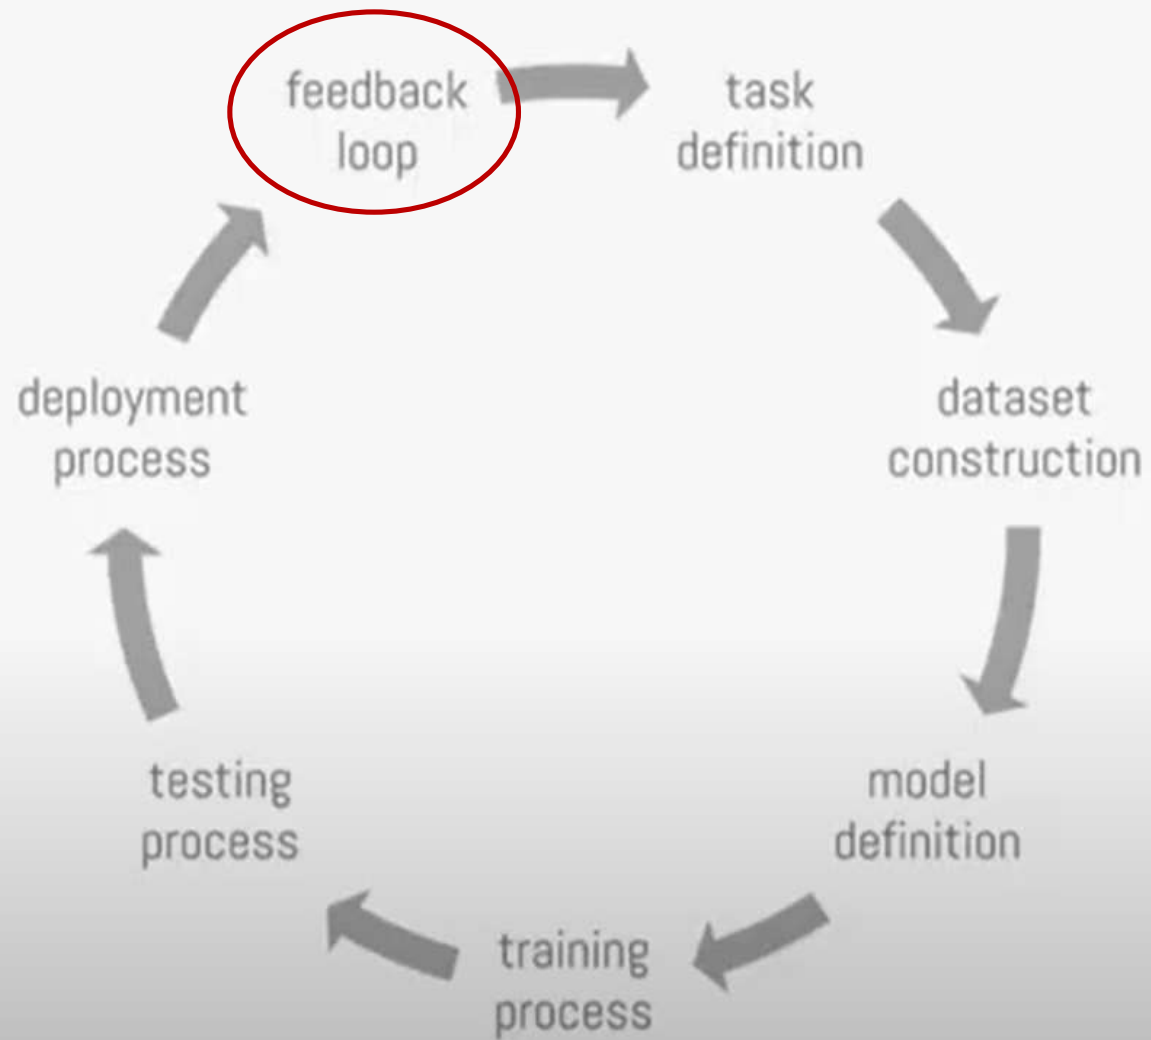 feedback
loop
task
definition
dataset
construction
model
definition
training
process
testing
process
deployment
process